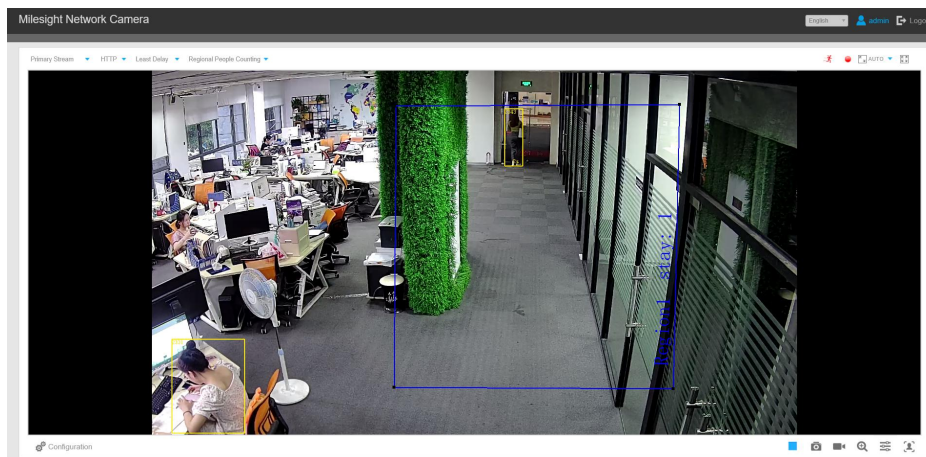 Milesight Network Camera
English
admin
Logo
Primary Stream
HTTP
Least Delay
Regional People Counting
AUTO
Region1 stay: 1
Configuration